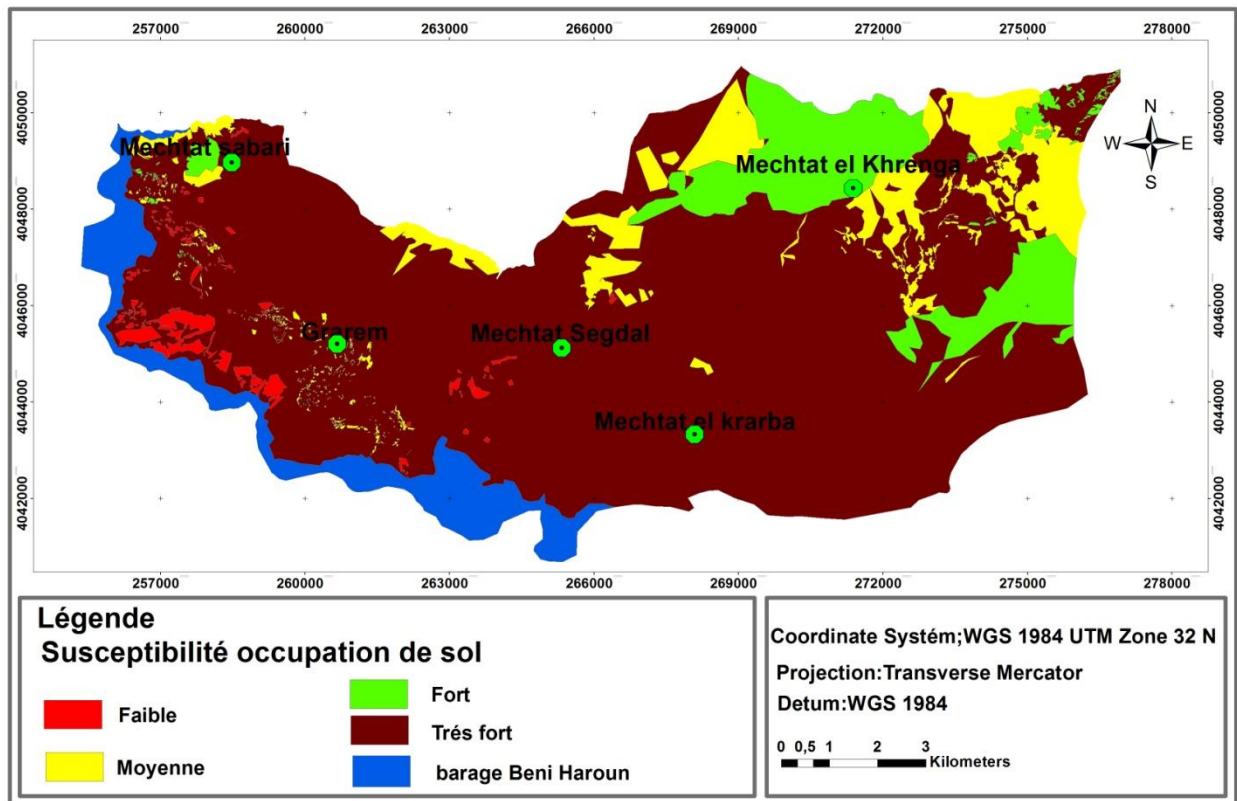 257000 260000 263000 266000 269000 272000 275000 278000
4050000 4050000
N
W E
S
Mechtat sabari
Mechtat el Khrenga
4048000 4048000
4046000 4046000
Grarem
Mechtat Segdal
4044000 4044000
Mechtat el krarba
4042000 4042000
257000 260000 263000 266000 269000 272000 275000 278000
Légende
Susceptibilité occupation de sol
Faible
Moyenne
Fort
Trés fort
barage Beni Haroun
Coordinate Systém;WGS 1984 UTM Zone 32 N
Projection:Transverse Mercator
Detum:WGS 1984
0 0,5 1 2 3
Kilometers